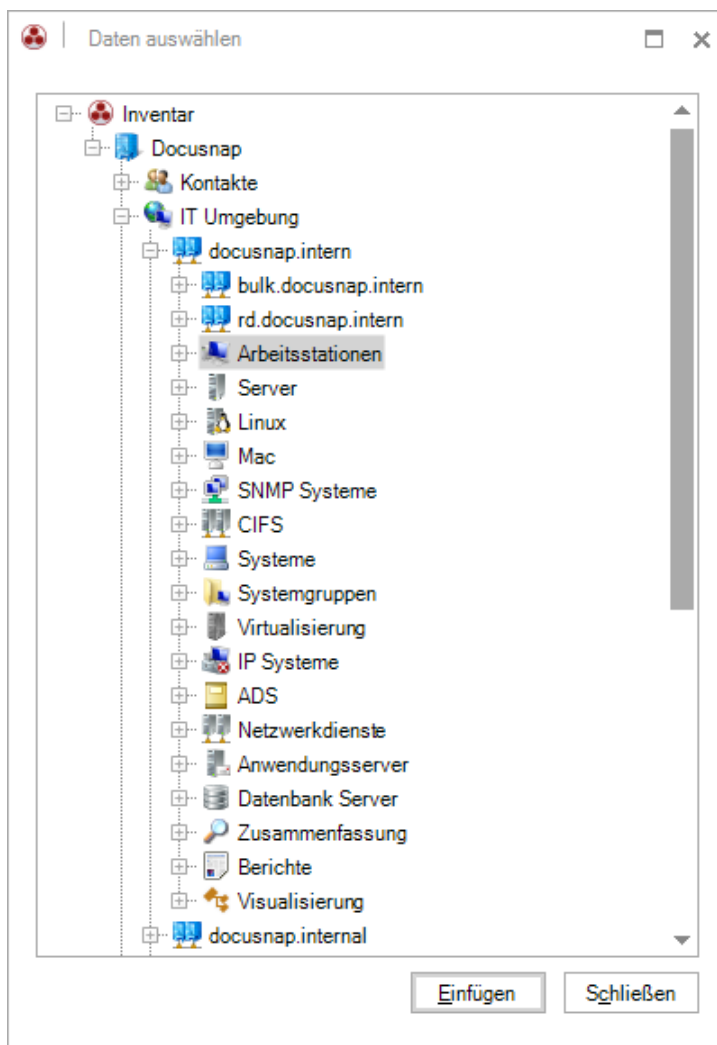 Daten auswählen
Inventar
Docusnap
Kontakte
IT Umgebung
docusnap.intern
bulk.docusnap.intern
rd.docusnap.intern
Arbeitsstationen
Server
Linux
Mac
SNMP Systeme
CIFS
Systeme
Systemgruppen
Virtualisierung
IP Systeme
ADS
Netzwerkdienste
Anwendungsserver
Datenbank Server
Zusammenfassung
Berichte
Visualisierung
docusnap.internal
Einfügen Schließen